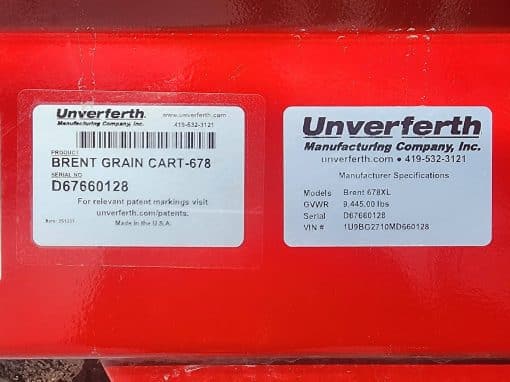 Unverferth
www.unverferth.com
Manufacturing Company, Inc.
419-532-3121
PRODUCT
BRENT GRAIN CART-678
SERIAL NO
D67660128
For relevant patent markings visit
unverferth.com/patents.
Made in the U.S.A.
Unverferth
Manufacturing Company, Inc.
unverferth.com • 419-532-3121
Manufacturer Specifications
Models Brent 678XL
GVWR 9,445.00 lbs
Serial D67660128
VIN # 1U9BG2710MD660128